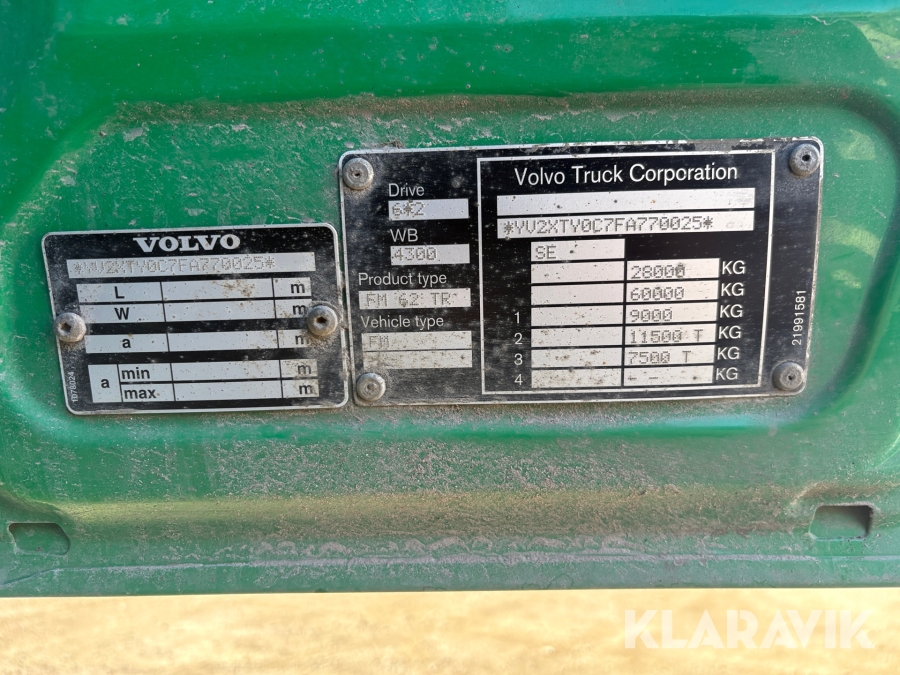 VOLVO
*YV2XTY0C7FA770025*
L m
W m
a m
a min m
max m
1078024
Drive
6*2
WB
4300
Product type
FM 62 TR
Vehicle type
FM
Volvo Truck Corporation
*YV2XTY0C7FA770025*
SE
28000 KG
60000 KG
1 9000 KG
2 11500 T KG
3 7500 T KG
4 - - - - - KG
21991581
KLARAVIK